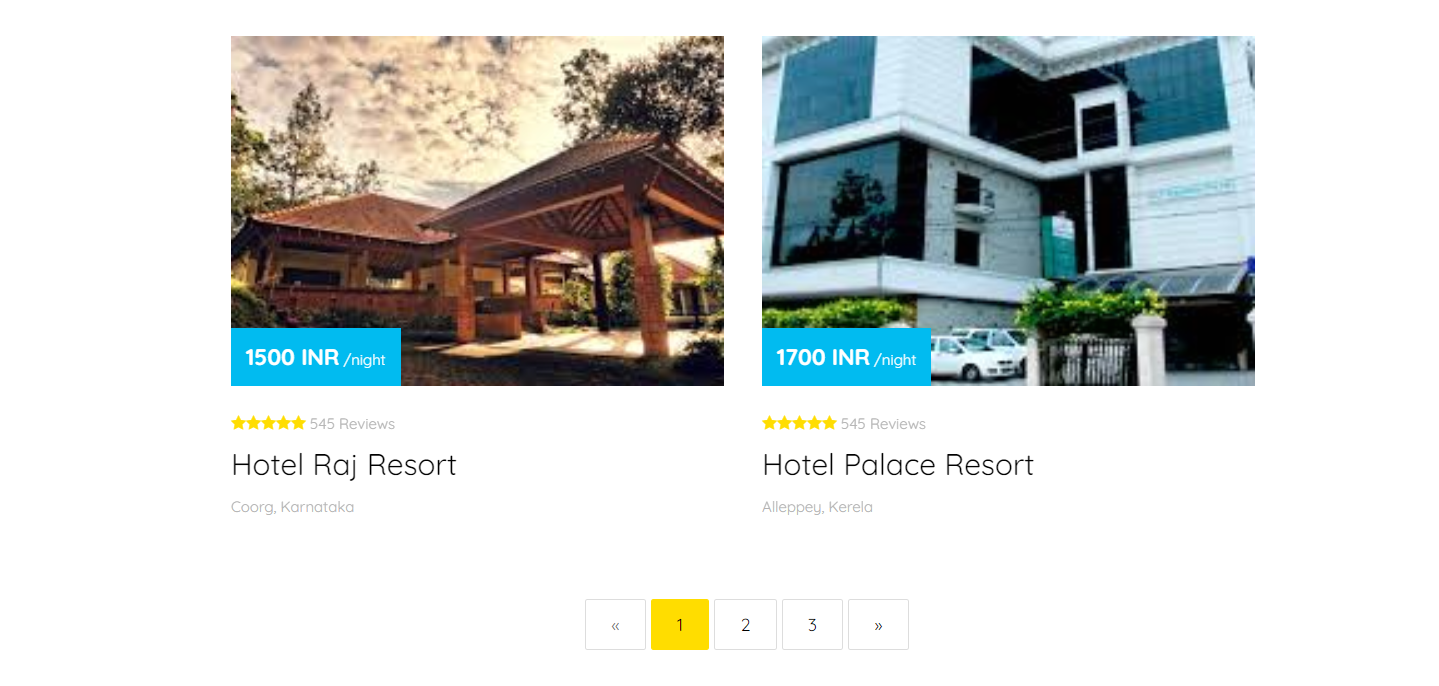 1500 INR /night
1700 INR /night
545 Reviews
545 Reviews
Hotel Raj Resort
Hotel Palace Resort
Coorg, Karnataka
Alleppey, Kerela
« 1 2 3 »